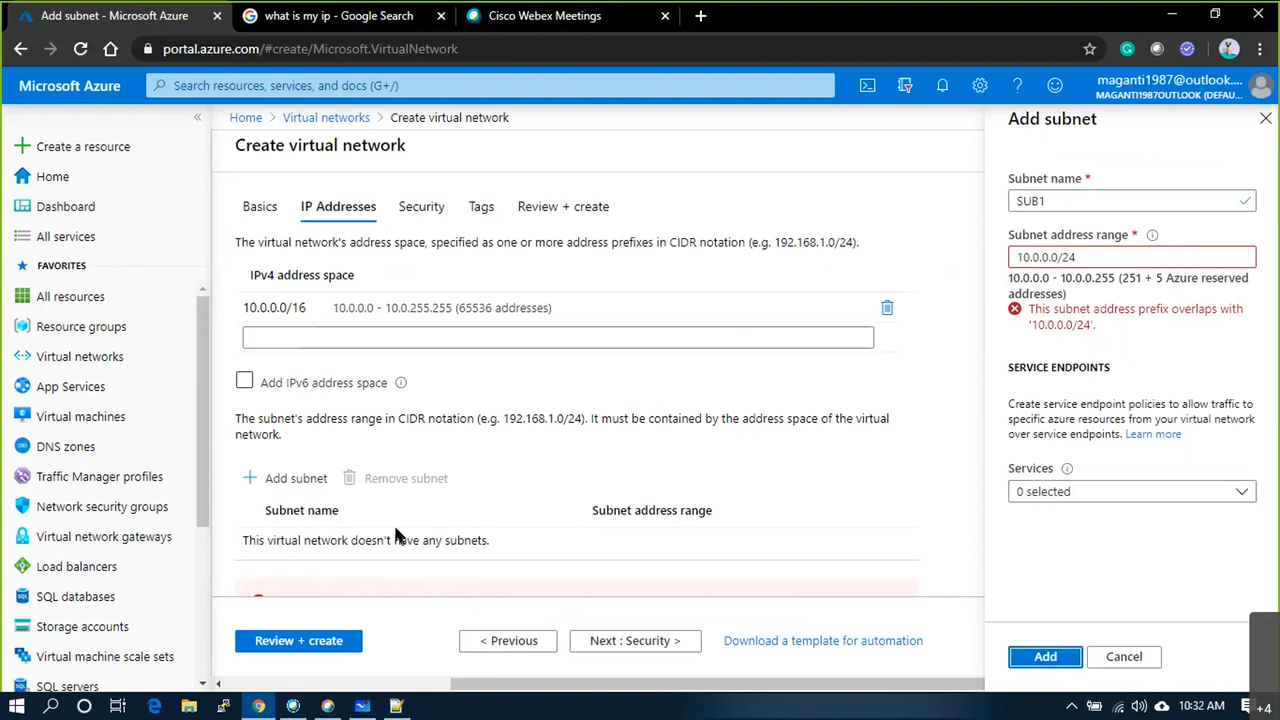 Add subnet - Microsoft Azure
what is my ip - Google Search
Cisco Webex Meetings
portal.azure.com/#create/Microsoft.VirtualNetwork
Microsoft Azure
Search resources, services, and docs (G+/)
maganti1987@outlook....
MAGANTI1987OUTLOOK (DEFAU...
Create a resource
Home
Dashboard
All services
FAVORITES
All resources
Resource groups
Virtual networks
App Services
Virtual machines
DNS zones
Traffic Manager profiles
Network security groups
Virtual network gateways
Load balancers
SQL databases
Storage accounts
Virtual machine scale sets
SQL servers
Home > Virtual networks > Create virtual network
Create virtual network
Basics IP Addresses Security Tags Review + create
The virtual network's address space, specified as one or more address prefixes in CIDR notation (e.g. 192.168.1.0/24).
IPv4 address space
10.0.0.0/16 10.0.0.0 - 10.0.255.255 (65536 addresses)
Add IPv6 address space
The subnet's address range in CIDR notation (e.g. 192.168.1.0/24). It must be contained by the address space of the virtual
network.
Add subnet Remove subnet
Subnet name Subnet address range
This virtual network doesn't have any subnets.
Review + create < Previous Next : Security > Download a template for automation
Add subnet
Subnet name *
SUB1
Subnet address range *
10.0.0.0/24
10.0.0.0 - 10.0.0.255 (251 + 5 Azure reserved
addresses)
This subnet address prefix overlaps with
'10.0.0.0/24'.
SERVICE ENDPOINTS
Create service endpoint policies to allow traffic to
specific azure resources from your virtual network
over service endpoints. Learn more
Services
0 selected
Add Cancel
10:32 AM
+4